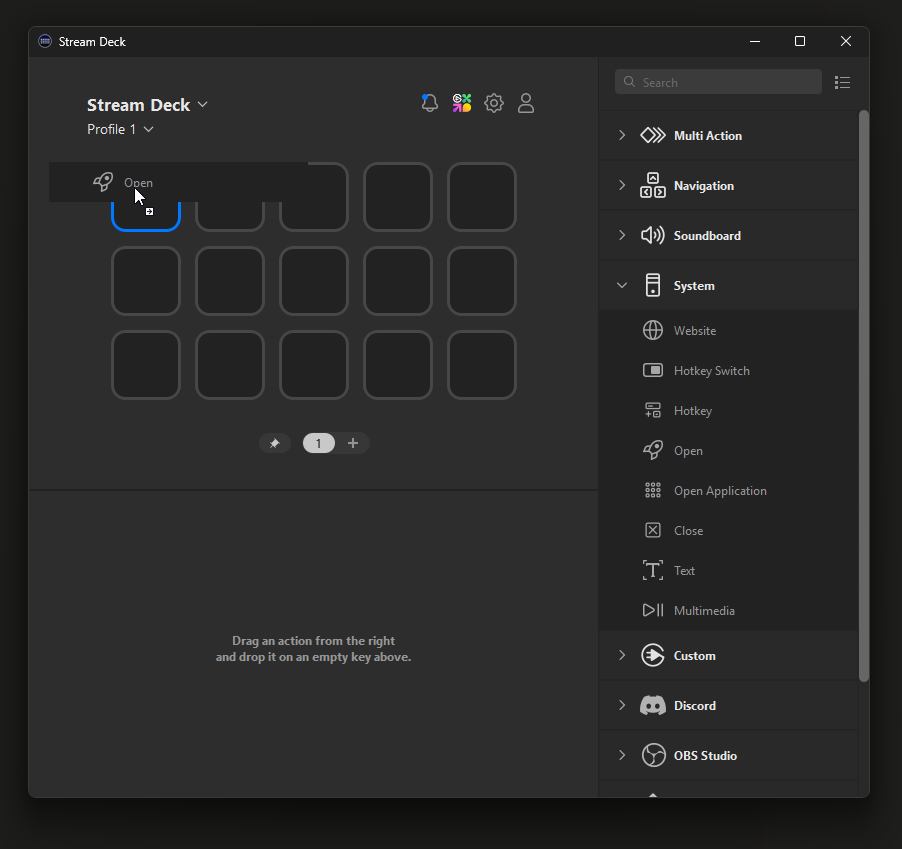 Stream Deck
Search
Stream Deck
Profile 1
Open
1
Drag an action from the right
and drop it on an empty key above.
Multi Action
Navigation
Soundboard
System
Website
Hotkey Switch
Hotkey
Open
Open Application
Close
Text
Multimedia
Custom
Discord
OBS Studio